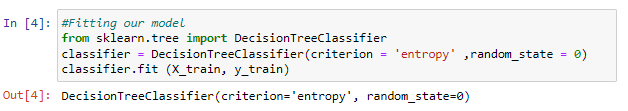 In [4]: #Fitting our model
from sklearn.tree import DecisionTreeClassifier
classifier = DecisionTreeClassifier(criterion = 'entropy' ,random_state = 0)
classifier.fit (X_train, y_train)
Out[4]: DecisionTreeClassifier(criterion='entropy', random_state=0)